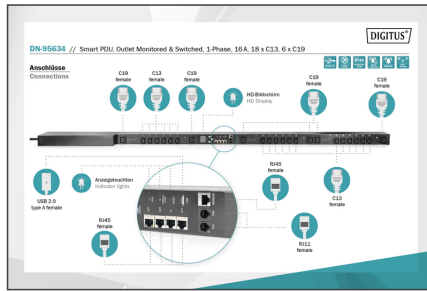 DIGITUS®
DN-95634 // Smart PDU, Outlet Monitored & Switched, 1-Phase, 16 A, 18 x C13, 6 x C19
Anschlüsse
Connections
C19
female
C13
female
C19
female
HD-Bildschirm
HD-Display
C19
female
C19
female
USB 2.0
type A female
Anzeigeleuchten
Indicator lights
RJ45
female
RJ45
female
RJ11
female
C13
female